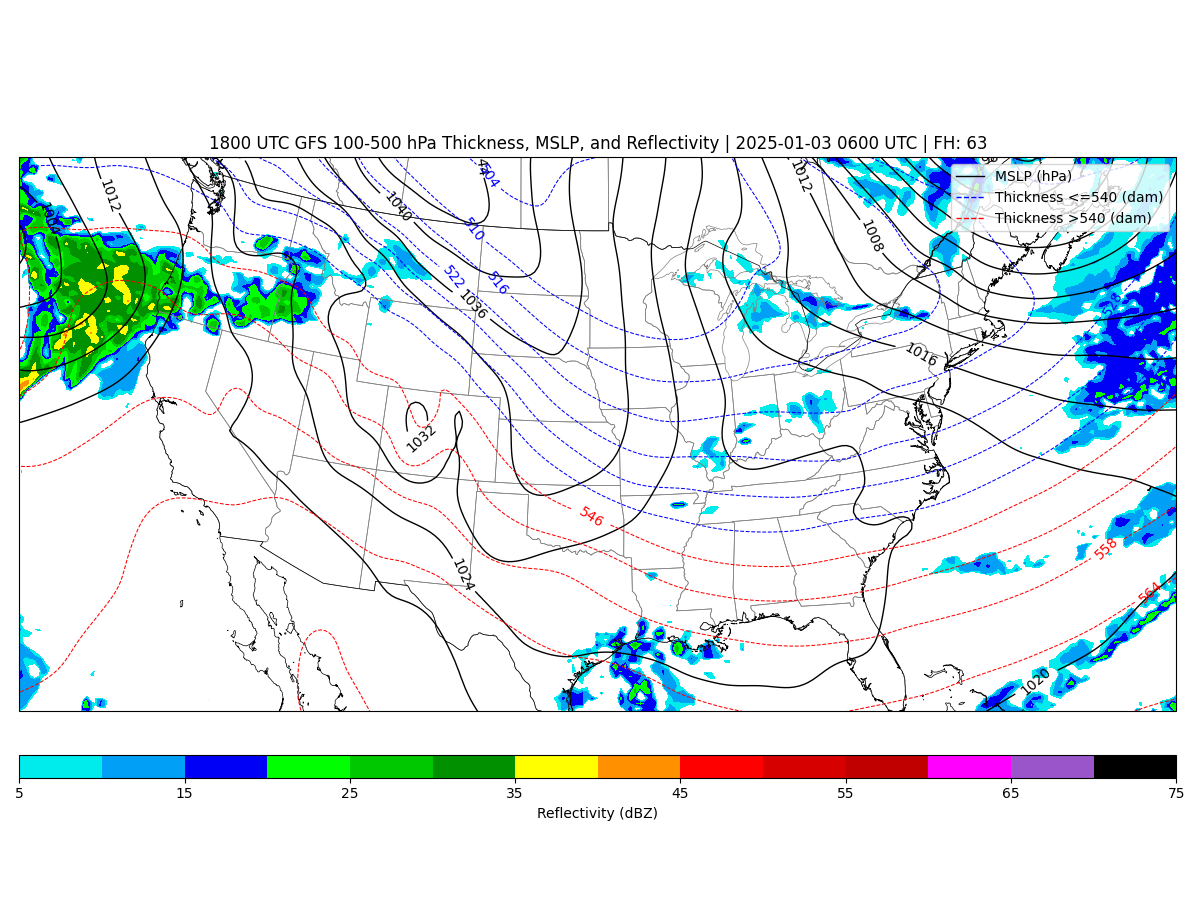 1800 UTC GFS 100-500 hPa Thickness, MSLP, and Reflectivity | 2025-01-03 0600 UTC | FH: 63
MSLP (hPa)
Thickness <=540 (dam)
Thickness >540 (dam)
1012
1040
504
510
1012
1008
522
516
1036
528
1016
1032
546
558
1024
564
1020
5 15 25 35 45 55 65 75
Reflectivity (dBZ)